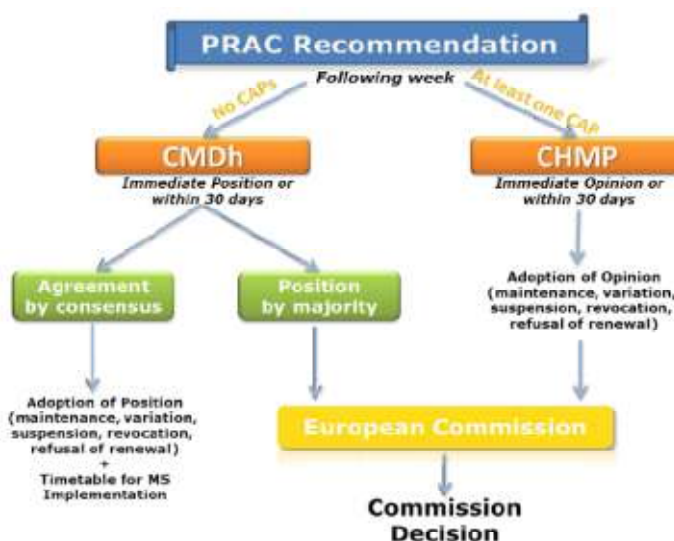 PRAC Recommendation
Following week
No CAPs
At least one CAP
CMDh
Immediate Position or
within 30 days
CHMP
Immediate Opinion or
within 30 days
Agreement
by consensus
Position
by majority
Adoption of Opinion
(maintenance, variation,
suspension, revocation,
refusal of renewal)
Adoption of Position
(maintenance, variation,
suspension, revocation,
refusal of renewal)
+
Timetable for MS
Implementation
European Commission
Commission
Decision